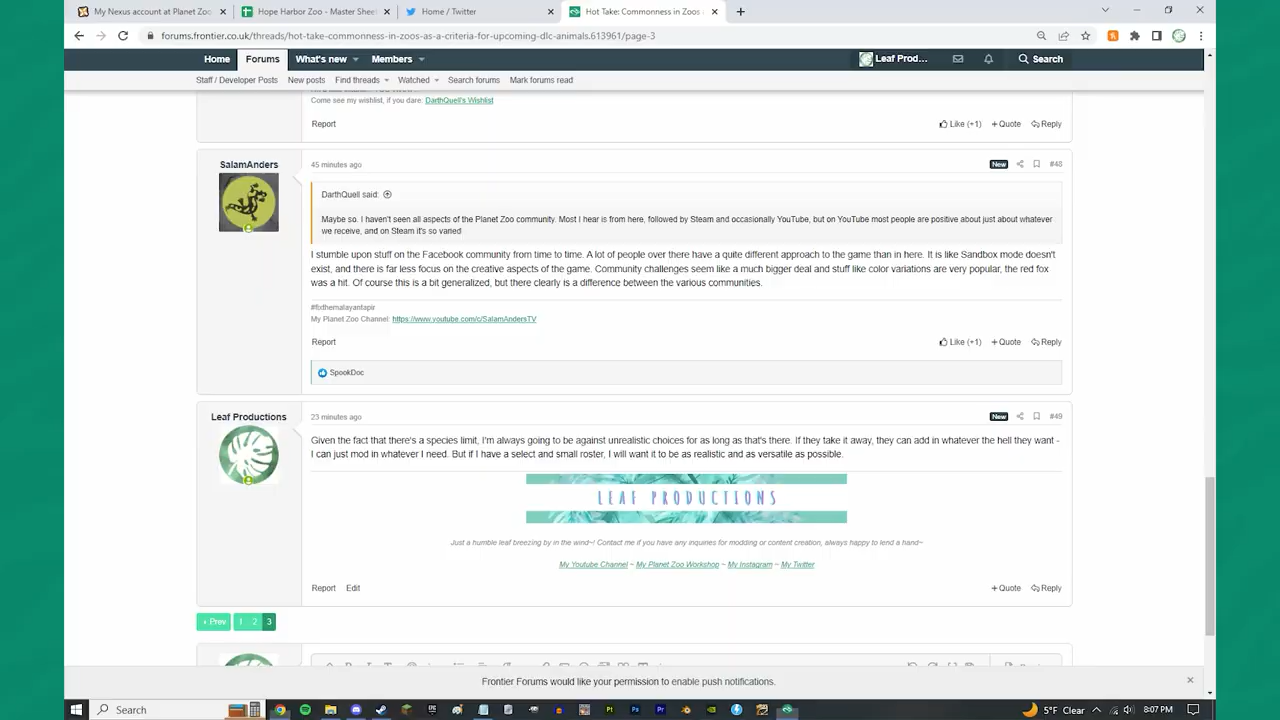 My Nexus account at Planet Zoo
Hope Harbor Zoo - Master Sheet
Home / Twitter
Hot Take: Commonness in Zoos
forums.frontier.co.uk/threads/hot-take-commonness-in-zoos-as-a-criteria-for-upcoming-dlc-animals.613961/page-3
Home Forums What's new Members Leaf Prod... Search
Staff / Developer Posts New posts Find threads Watched Search forums Mark forums read
Come see my wishlist, if you dare. DarthQuell's Wishlist
Report Like (+1) +Quote Reply
SalamAnders
45 minutes ago New #48
DarthQuell said:
Maybe so. I haven't seen all aspects of the Planet Zoo community. Most I hear is from here, followed by Steam and occasionally YouTube, but on YouTube most people are positive about just about whatever
we receive, and on Steam it's so varied
I stumble upon stuff on the Facebook community from time to time. A lot of people over there have a quite different approach to the game than in here. It is like Sandbox mode doesn't
exist, and there is far less focus on the creative aspects of the game. Community challenges seem like a much bigger deal and stuff like color variations are very popular, the red fox
was a hit. Of course this is a bit generalized, but there clearly is a difference between the various communities.
#fixthemalayantapir
My Planet Zoo Channel: https://www.youtube.com/c/SalamAndersTV
Report Like (+1) +Quote Reply
SpookDoc
Leaf Productions
23 minutes ago New #49
Given the fact that there's a species limit, I'm always going to be against unrealistic choices for as long as that's there. If they take it away, they can add in whatever the hell they want -
I can just mod in whatever I need. But if I have a select and small roster, I will want it to be as realistic and as versatile as possible.
LEAF PRODUCTIONS
Just a humble leaf breezing by in the wind~! Contact me if you have any inquires for modding or content creation, always happy to lend a hand~
My Youtube Channel ~ My Planet Zoo Workshop ~ My Instagram ~ My Twitter
Report Edit +Quote Reply
Prev 1 2 3
Frontier Forums would like your permission to enable push notifications.
Search 5°F Clear 8:07 PM